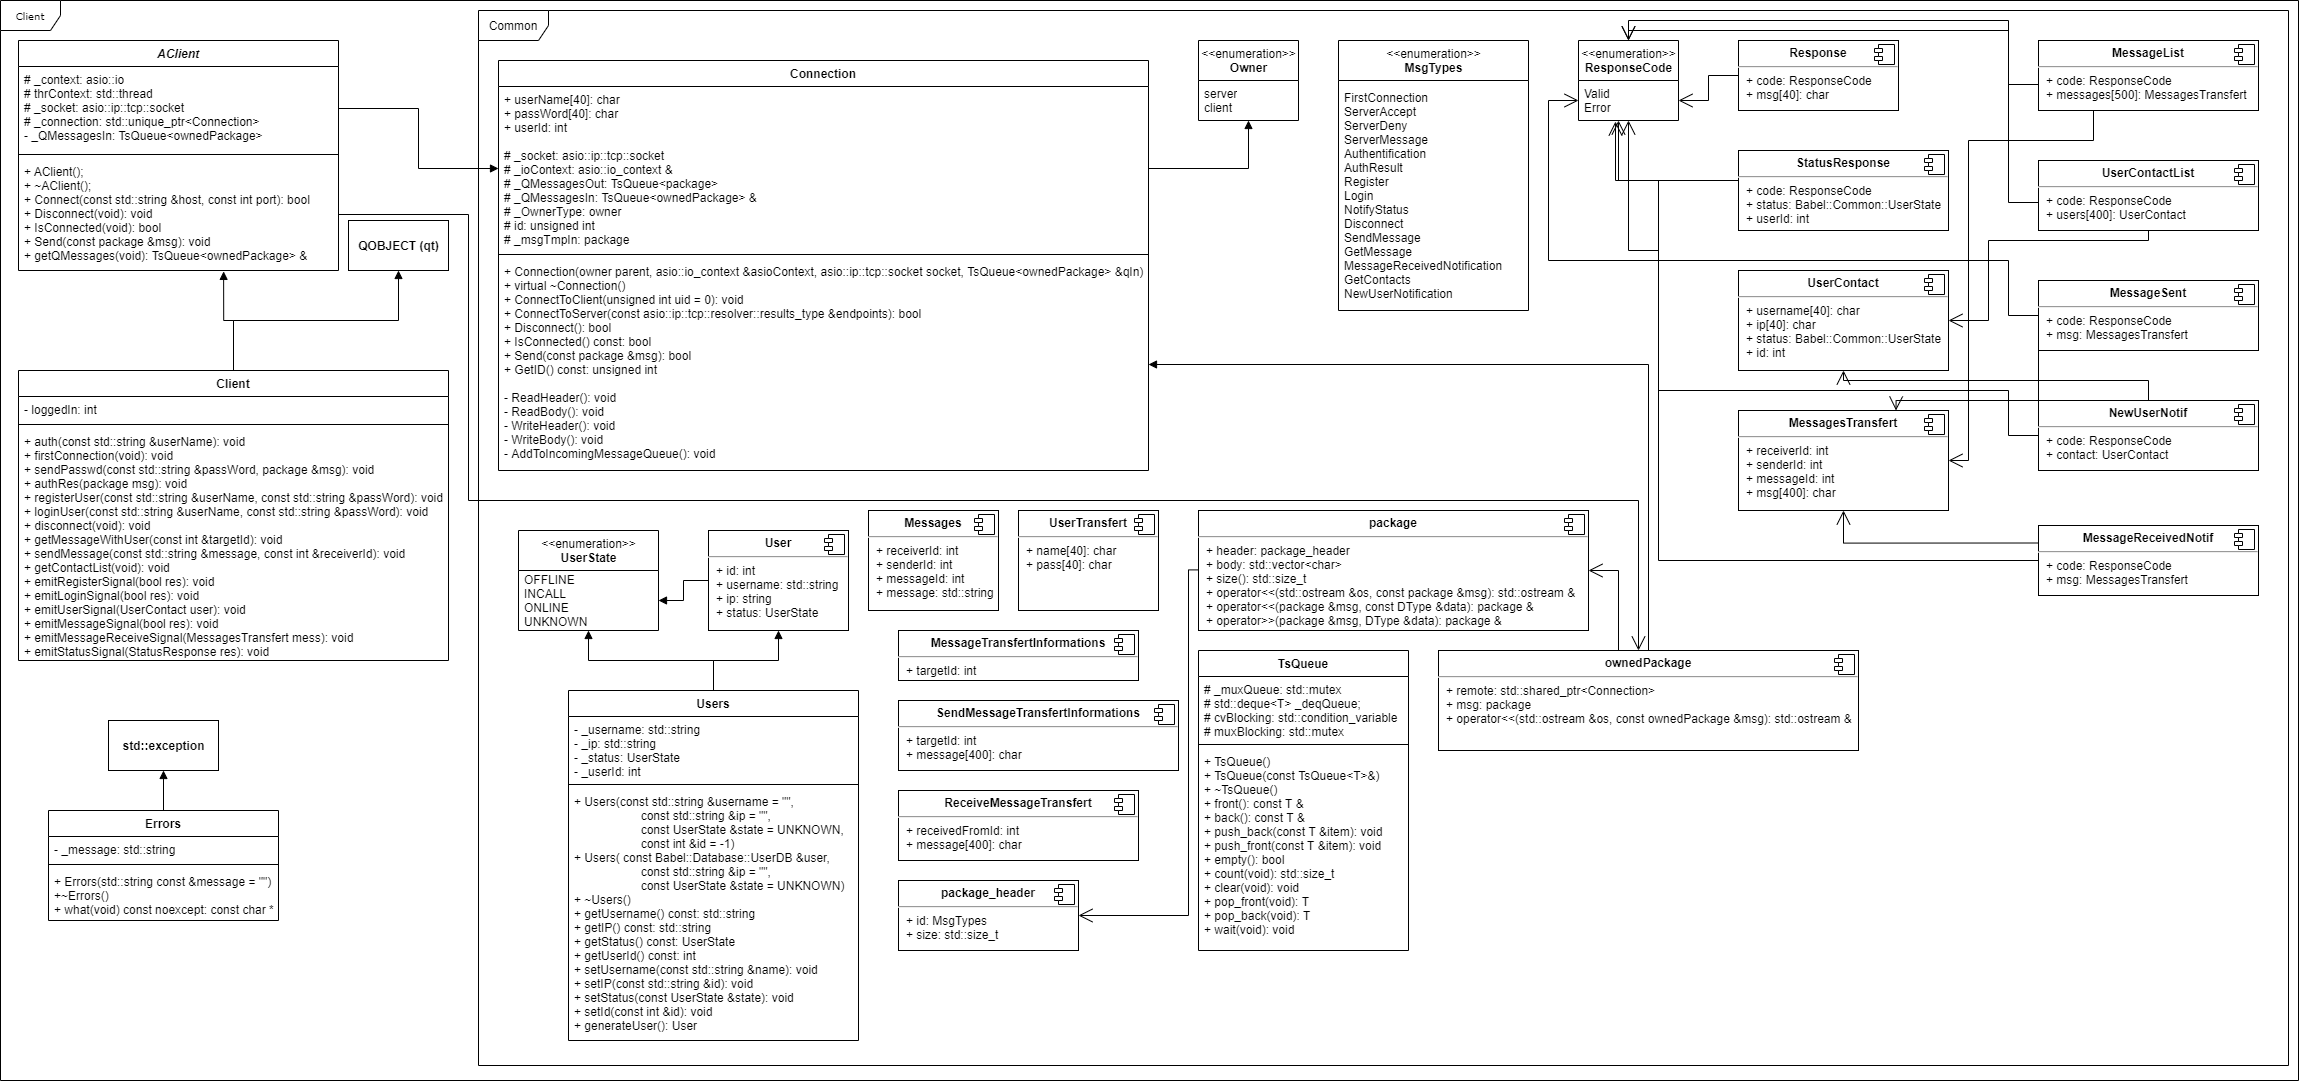 Client
AClient
# _context: asio::io
# thrContext: std::thread
# _socket: asio::ip::tcp::socket
# _connection: std::unique_ptr<Connection>
- _QMessagesIn: TsQueue<ownedPackage>
+ AClient();
+ ~AClient();
+ Connect(const std::string &host, const int port): bool
+ Disconnect(void): void
+ IsConnected(void): bool
+ Send(const package &msg): void
+ getQMessages(void): TsQueue<ownedPackage> &
QOBJECT (qt)
Client
- loggedIn: int
+ auth(const std::string &userName): void
+ firstConnection(void): void
+ sendPasswd(const std::string &passWord, package &msg): void
+ authRes(package msg): void
+ registerUser(const std::string &userName, const std::string &passWord): void
+ loginUser(const std::string &userName, const std::string &passWord): void
+ disconnect(void): void
+ getMessageWithUser(const int &targetId): void
+ sendMessage(const std::string &message, const int &receiverId): void
+ getContactList(void): void
+ emitRegisterSignal(bool res): void
+ emitLoginSignal(bool res): void
+ emitUserSignal(UserContact user): void
+ emitMessageSignal(bool res): void
+ emitMessageReceiveSignal(MessagesTransfert mess): void
+ emitStatusSignal(StatusResponse res): void
std::exception
Errors
- _message: std::string
+ Errors(std::string const &message = "")
+~Errors()
+ what(void) const noexcept: const char *
Common
Connection
+ userName[40]: char
+ passWord[40]: char
+ userId: int
# _socket: asio::ip::tcp::socket
# _ioContext: asio::io_context &
# _QMessagesOut: TsQueue<package>
# _QMessagesIn: TsQueue<ownedPackage> &
# _OwnerType: owner
# id: unsigned int
# _msgTmpIn: package
+ Connection(owner parent, asio::io_context &asioContext, asio::ip::tcp::socket socket, TsQueue<ownedPackage> &qIn)
+ virtual ~Connection()
+ ConnectToClient(unsigned int uid = 0): void
+ ConnectToServer(const asio::ip::tcp::resolver::results_type &endpoints): bool
+ Disconnect(): bool
+ IsConnected() const: bool
+ Send(const package &msg): bool
+ GetID() const: unsigned int
- ReadHeader(): void
- ReadBody(): void
- WriteHeader(): void
- WriteBody(): void
- AddToIncomingMessageQueue(): void
<<enumeration>>
Owner
server
client
<<enumeration>>
MsgTypes
FirstConnection
ServerAccept
ServerDeny
ServerMessage
Authentification
AuthResult
Register
Login
NotifyStatus
Disconnect
SendMessage
GetMessage
MessageReceivedNotification
GetContacts
NewUserNotification
<<enumeration>>
ResponseCode
Valid
Error
Response
+ code: ResponseCode
+ msg[40]: char
StatusResponse
+ code: ResponseCode
+ status: Babel::Common::UserState
+ userId: int
UserContact
+ username[40]: char
+ ip[40]: char
+ status: Babel::Common::UserState
+ id: int
MessagesTransfert
+ receiverId: int
+ senderId: int
+ messageId: int
+ msg[400]: char
MessageList
+ code: ResponseCode
+ messages[500]: MessagesTransfert
UserContactList
+ code: ResponseCode
+ users[400]: UserContact
MessageSent
+ code: ResponseCode
+ msg: MessagesTransfert
NewUserNotif
+ code: ResponseCode
+ contact: UserContact
MessageReceivedNotif
+ code: ResponseCode
+ msg: MessagesTransfert
<<enumeration>>
UserState
OFFLINE
INCALL
ONLINE
UNKNOWN
User
+ id: int
+ username: std::string
+ ip: string
+ status: UserState
Users
- _username: std::string
- _ip: std::string
- _status: UserState
- _userId: int
+ Users(const std::string &username = "",
const std::string &ip = "",
const UserState &state = UNKNOWN,
const int &id = -1)
+ Users( const Babel::Database::UserDB &user,
const std::string &ip = "",
const UserState &state = UNKNOWN)
+ ~Users()
+ getUsername() const: std::string
+ getIP() const: std::string
+ getStatus() const: UserState
+ getUserId() const: int
+ setUsername(const std::string &name): void
+ setIP(const std::string &id): void
+ setStatus(const UserState &state): void
+ setId(const int &id): void
+ generateUser(): User
Messages
+ receiverId: int
+ senderId: int
+ messageId: int
+ message: std::string
UserTransfert
+ name[40]: char
+ pass[40]: char
MessageTransfertInformations
+ targetId: int
SendMessageTransfertInformations
+ targetId: int
+ message[400]: char
ReceiveMessageTransfert
+ receivedFromId: int
+ message[400]: char
package_header
+ id: MsgTypes
+ size: std::size_t
package
+ header: package_header
+ body: std::vector<char>
+ size(): std::size_t
+ operator<<(std::ostream &os, const package &msg): std::ostream &
+ operator<<(package &msg, const DType &data): package &
+ operator>>(package &msg, DType &data): package &
TsQueue
# _muxQueue: std::mutex
# std::deque<T> _deqQueue;
# cvBlocking: std::condition_variable
# muxBlocking: std::mutex
+ TsQueue()
+ TsQueue(const TsQueue<T>&)
+ ~TsQueue()
+ front(): const T &
+ back(): const T &
+ push_back(const T &item): void
+ push_front(const T &item): void
+ empty(): bool
+ count(void): std::size_t
+ clear(void): void
+ pop_front(void): T
+ pop_back(void): T
+ wait(void): void
ownedPackage
+ remote: std::shared_ptr<Connection>
+ msg: package
+ operator<<(std::ostream &os, const ownedPackage &msg): std::ostream &